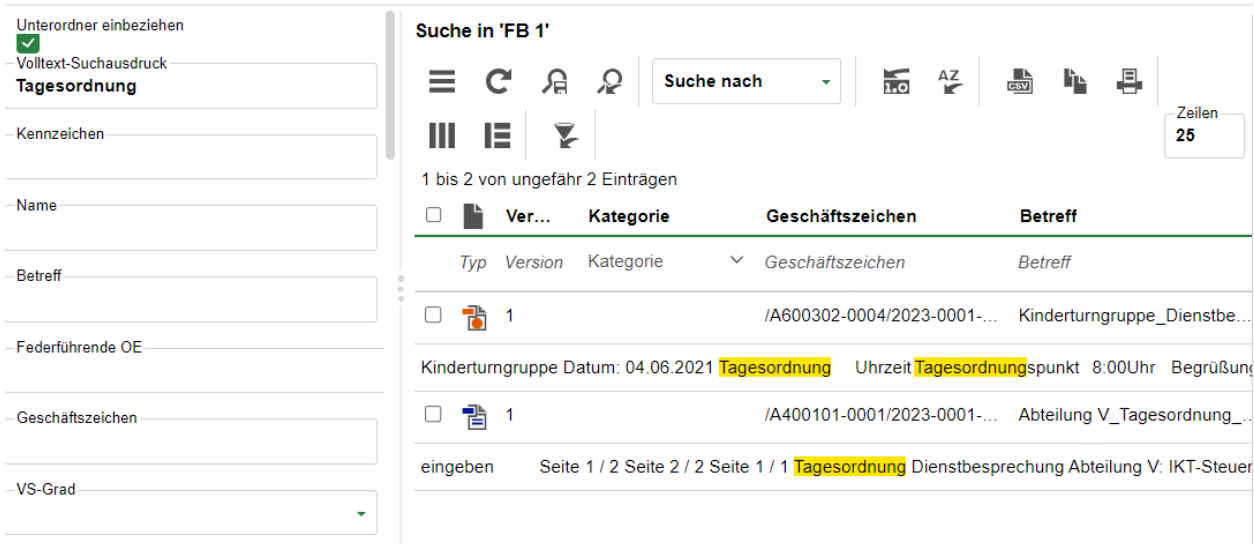 Unterordner einbeziehen
Volltext-Suchausdruck
Tagesordnung
Kennzeichen
Name
Betreff
Federführende OE
Geschäftszeichen
VS-Grad
Suche in 'FB 1'
Suche nach
1.0
AZ
CSV
Zeilen
25
1 bis 2 von ungefähr 2 Einträgen
Ver... Kategorie Geschäftszeichen Betreff
Typ Version Kategorie Geschäftszeichen Betreff
1 /A600302-0004/2023-0001-... Kinderturngruppe_Dienstbe...
Kinderturngruppe Datum: 04.06.2021 Tagesordnung Uhrzeit Tagesordnungspunkt 8:00Uhr Begrüßung
1 /A400101-0001/2023-0001-... Abteilung V_Tagesordnung_...
eingeben Seite 1 / 2 Seite 2 / 2 Seite 1 / 1 Tagesordnung Dienstbesprechung Abteilung V: IKT-Steuer